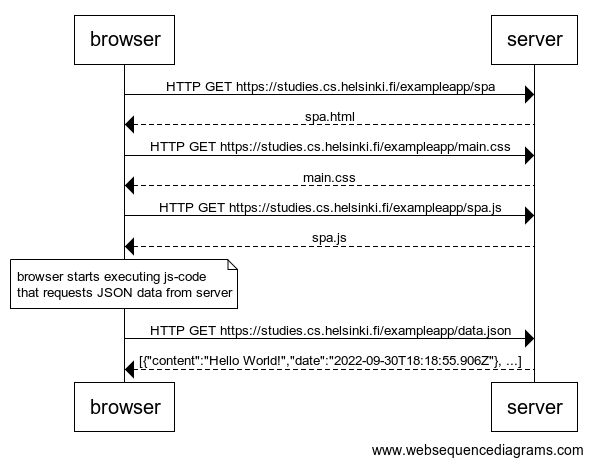 browser
server
HTTP GET https://studies.cs.helsinki.fi/exampleapp/spa
spa.html
HTTP GET https://studies.cs.helsinki.fi/exampleapp/main.css
main.css
HTTP GET https://studies.cs.helsinki.fi/exampleapp/spa.js
spa.js
browser starts executing js-code
that requests JSON data from server
HTTP GET https://studies.cs.helsinki.fi/exampleapp/data.json
[{"content":"Hello World!","date":"2022-09-30T18:18:55.906Z"}, ...]
browser
server
www.websequencediagrams.com